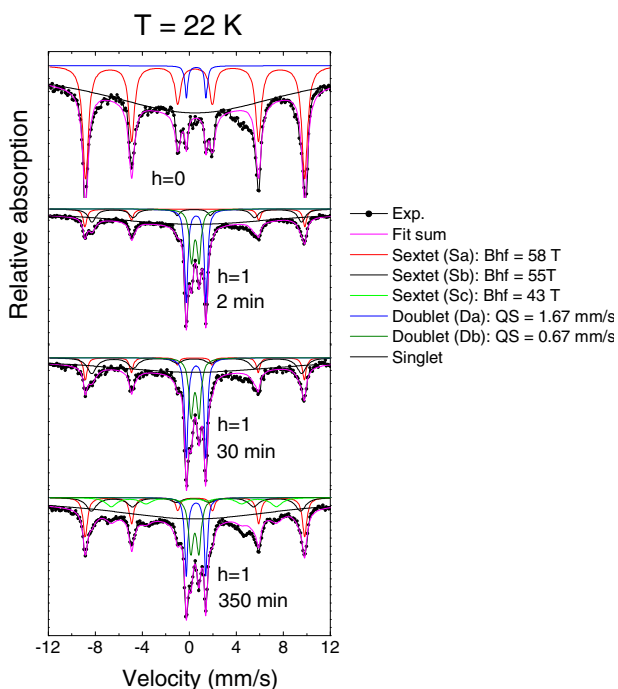 T = 22 K
Relative absorption
h=0
h=1
2 min
h=1
30 min
h=1
350 min
-12 -8 -4 0 4 8 12
Velocity (mm/s)
Exp.
Fit sum
Sextet (Sa): Bhf = 58 T
Sextet (Sb): Bhf = 55T
Sextet (Sc): Bhf = 43 T
Doublet (Da): QS = 1.67 mm/s
Doublet (Db): QS = 0.67 mm/s
Singlet